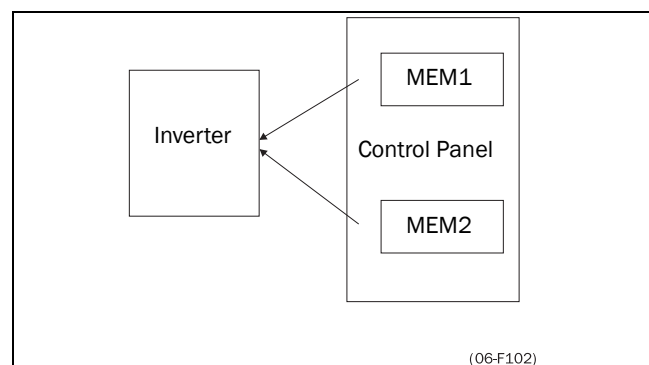 MEM1
Inverter
Control Panel
MEM2
(06-F102)